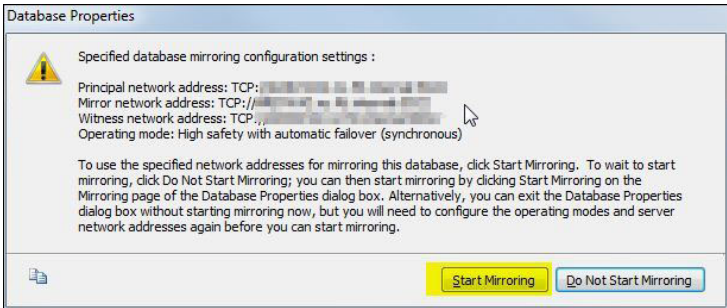 Database Properties
Specified database mirroring configuration settings :
Principal network address: TCP:
Mirror network address: TCP://
Witness network address: TCP:/
Operating mode: High safety with automatic failover (synchronous)
To use the specified network addresses for mirroring this database, click Start Mirroring. To wait to start
mirroring, click Do Not Start Mirroring; you can then start mirroring by clicking Start Mirroring on the
Mirroring page of the Database Properties dialog box. Alternatively, you can exit the Database Properties
dialog box without starting mirroring now, but you will need to configure the operating modes and server
network addresses again before you can start mirroring.
Start Mirroring
Do Not Start Mirroring